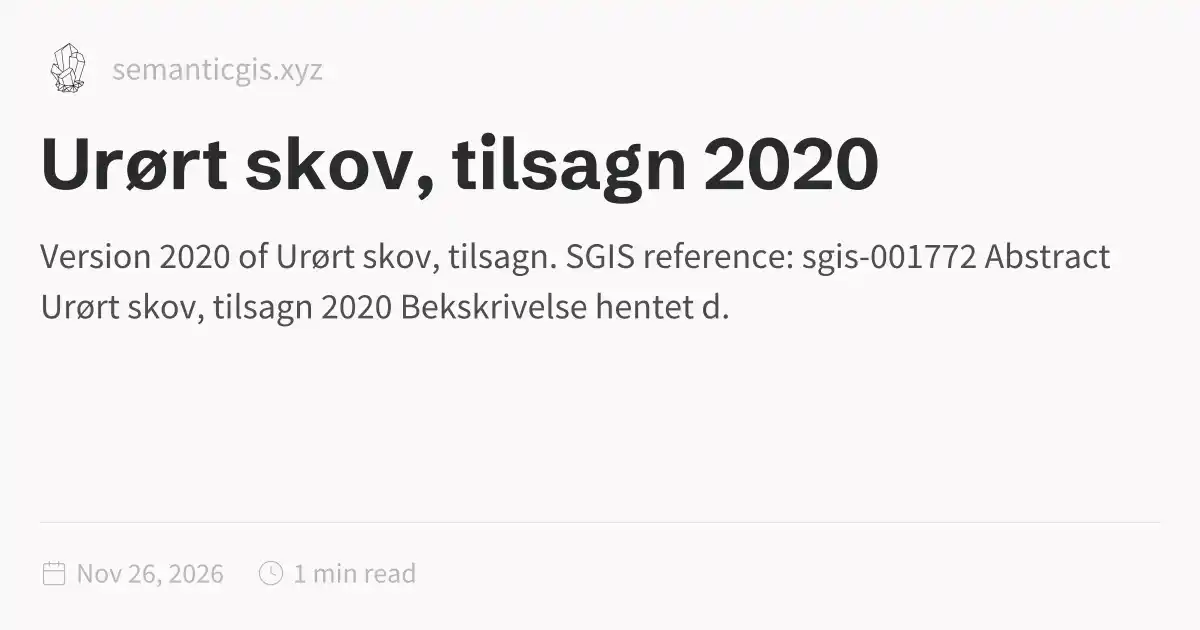 semanticgis.xyz
Urørt skov, tilsagn 2020
Version 2020 of Urørt skov, tilsagn. SGIS reference: sgis-001772 Abstract
Urørt skov, tilsagn 2020 Bekskrivelse hentet d.
Nov 26, 2026 1 min read